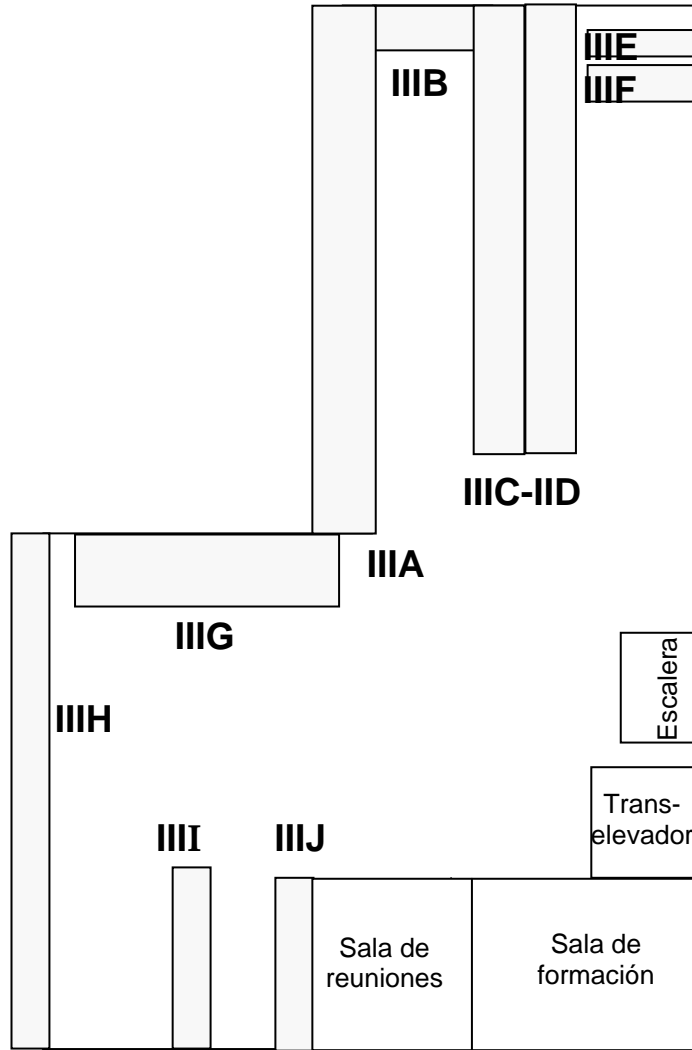 IIIE
IIIB
IIIF
IIIC-IID
IIIA
IIIG
Escalera
IIIH
Trans-
elevador
IIII
IIIJ
Sala de
reuniones
Sala de
formación